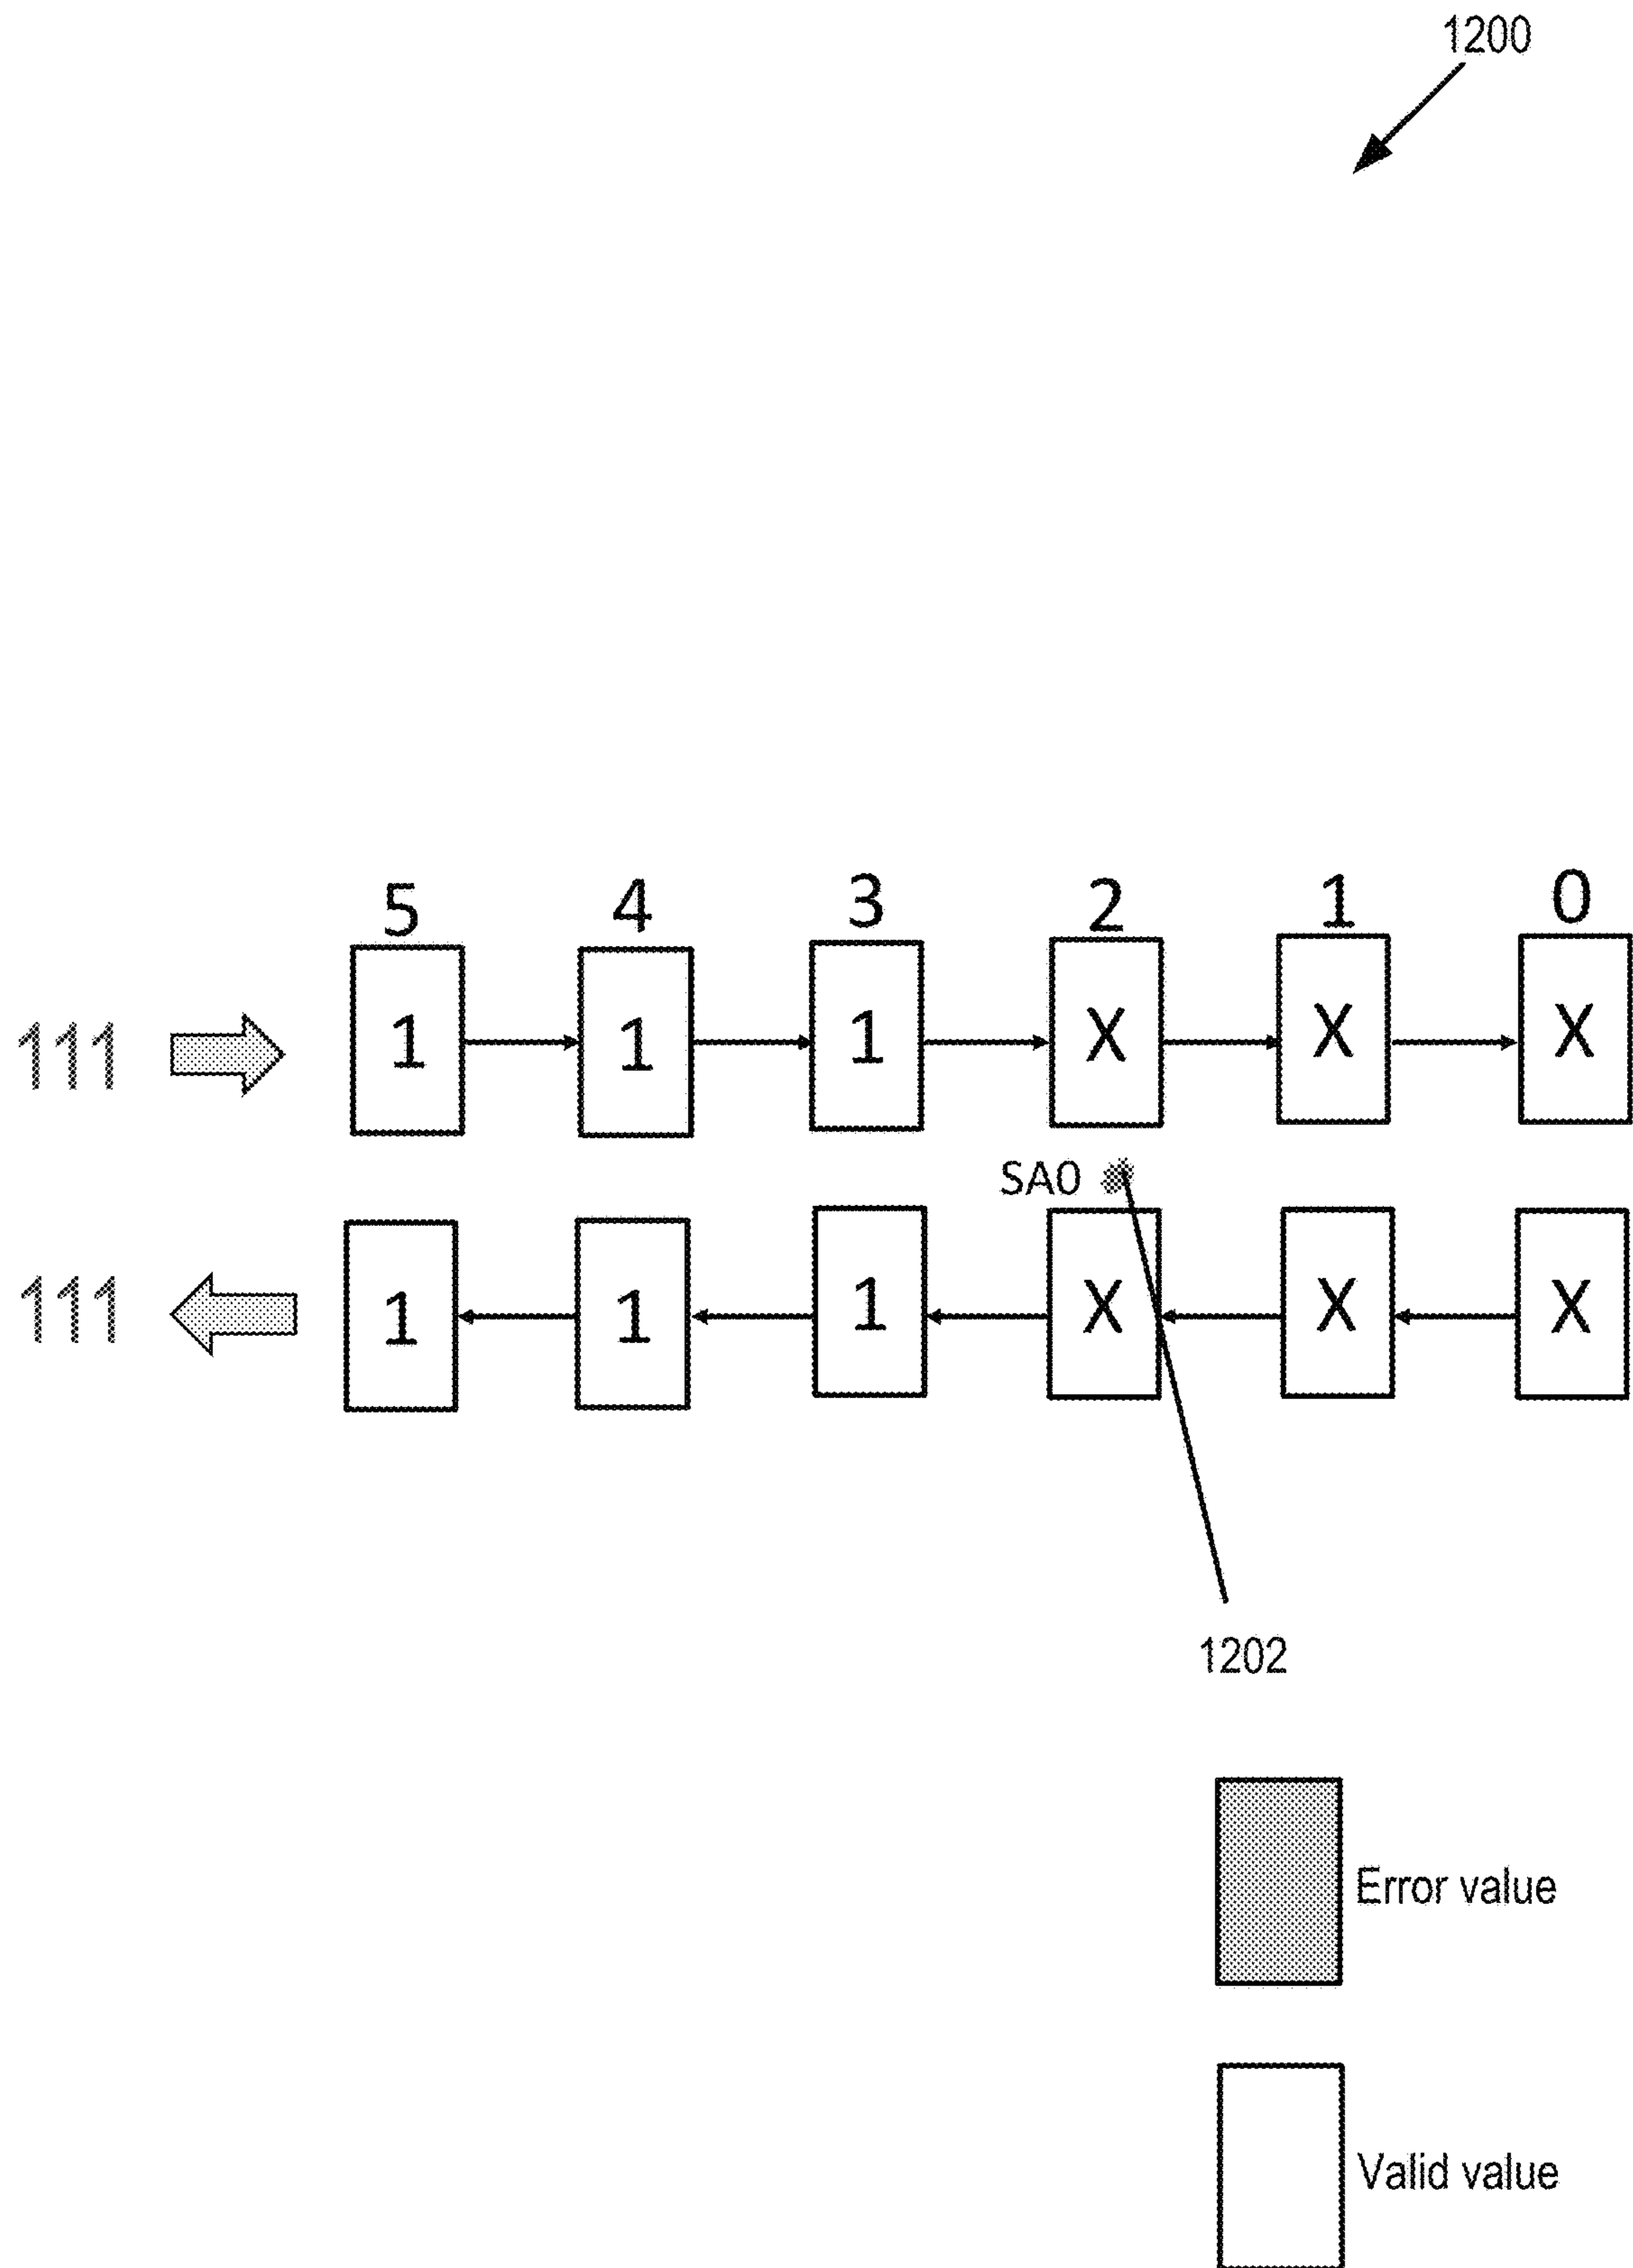 1200
5 4 3 2 1 0
111 1 1 1 X X X
SA0
111 1 1 1 X X X
1202
Error value
Valid value